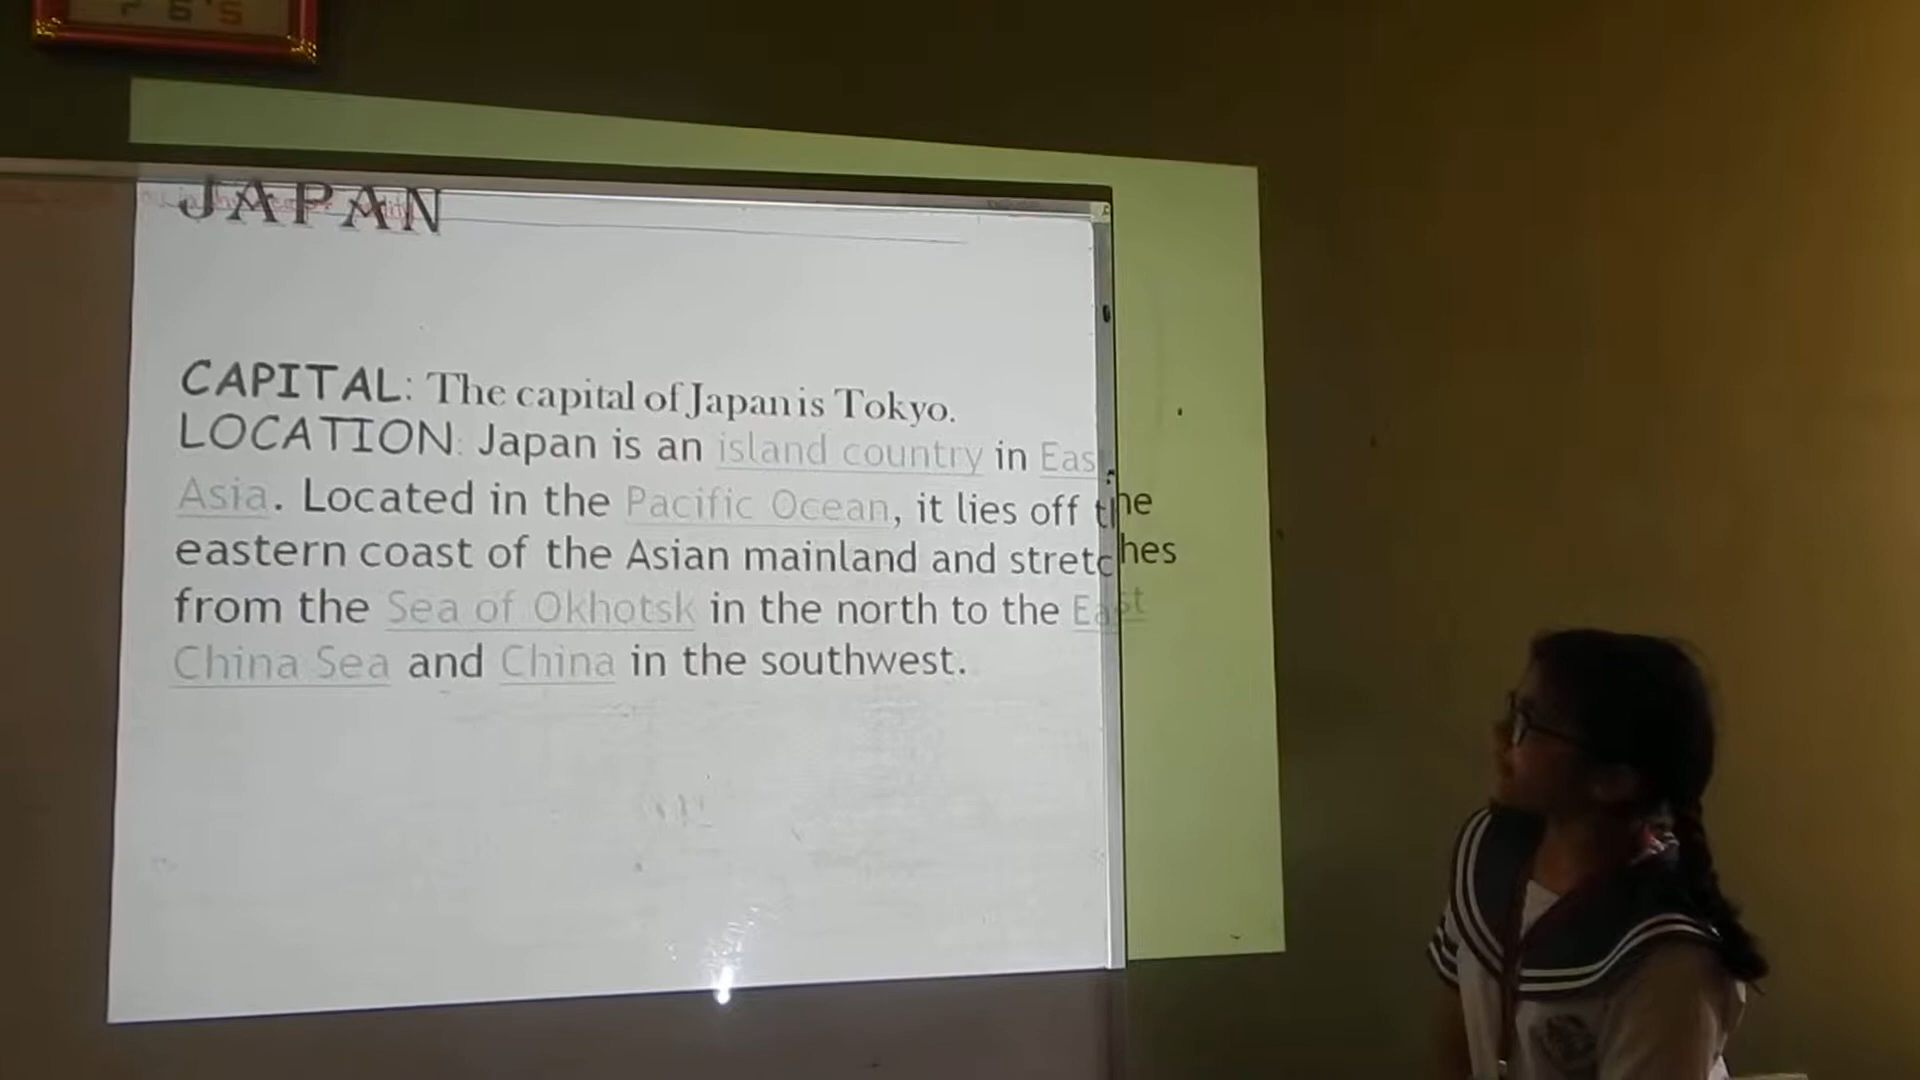 JAPAN
CAPITAL: The capital of Japan is Tokyo.
LOCATION: Japan is an island country in East
Asia. Located in the Pacific Ocean, it lies off the
eastern coast of the Asian mainland and stretches
from the Sea of Okhotsk in the north to the East
China Sea and China in the southwest.